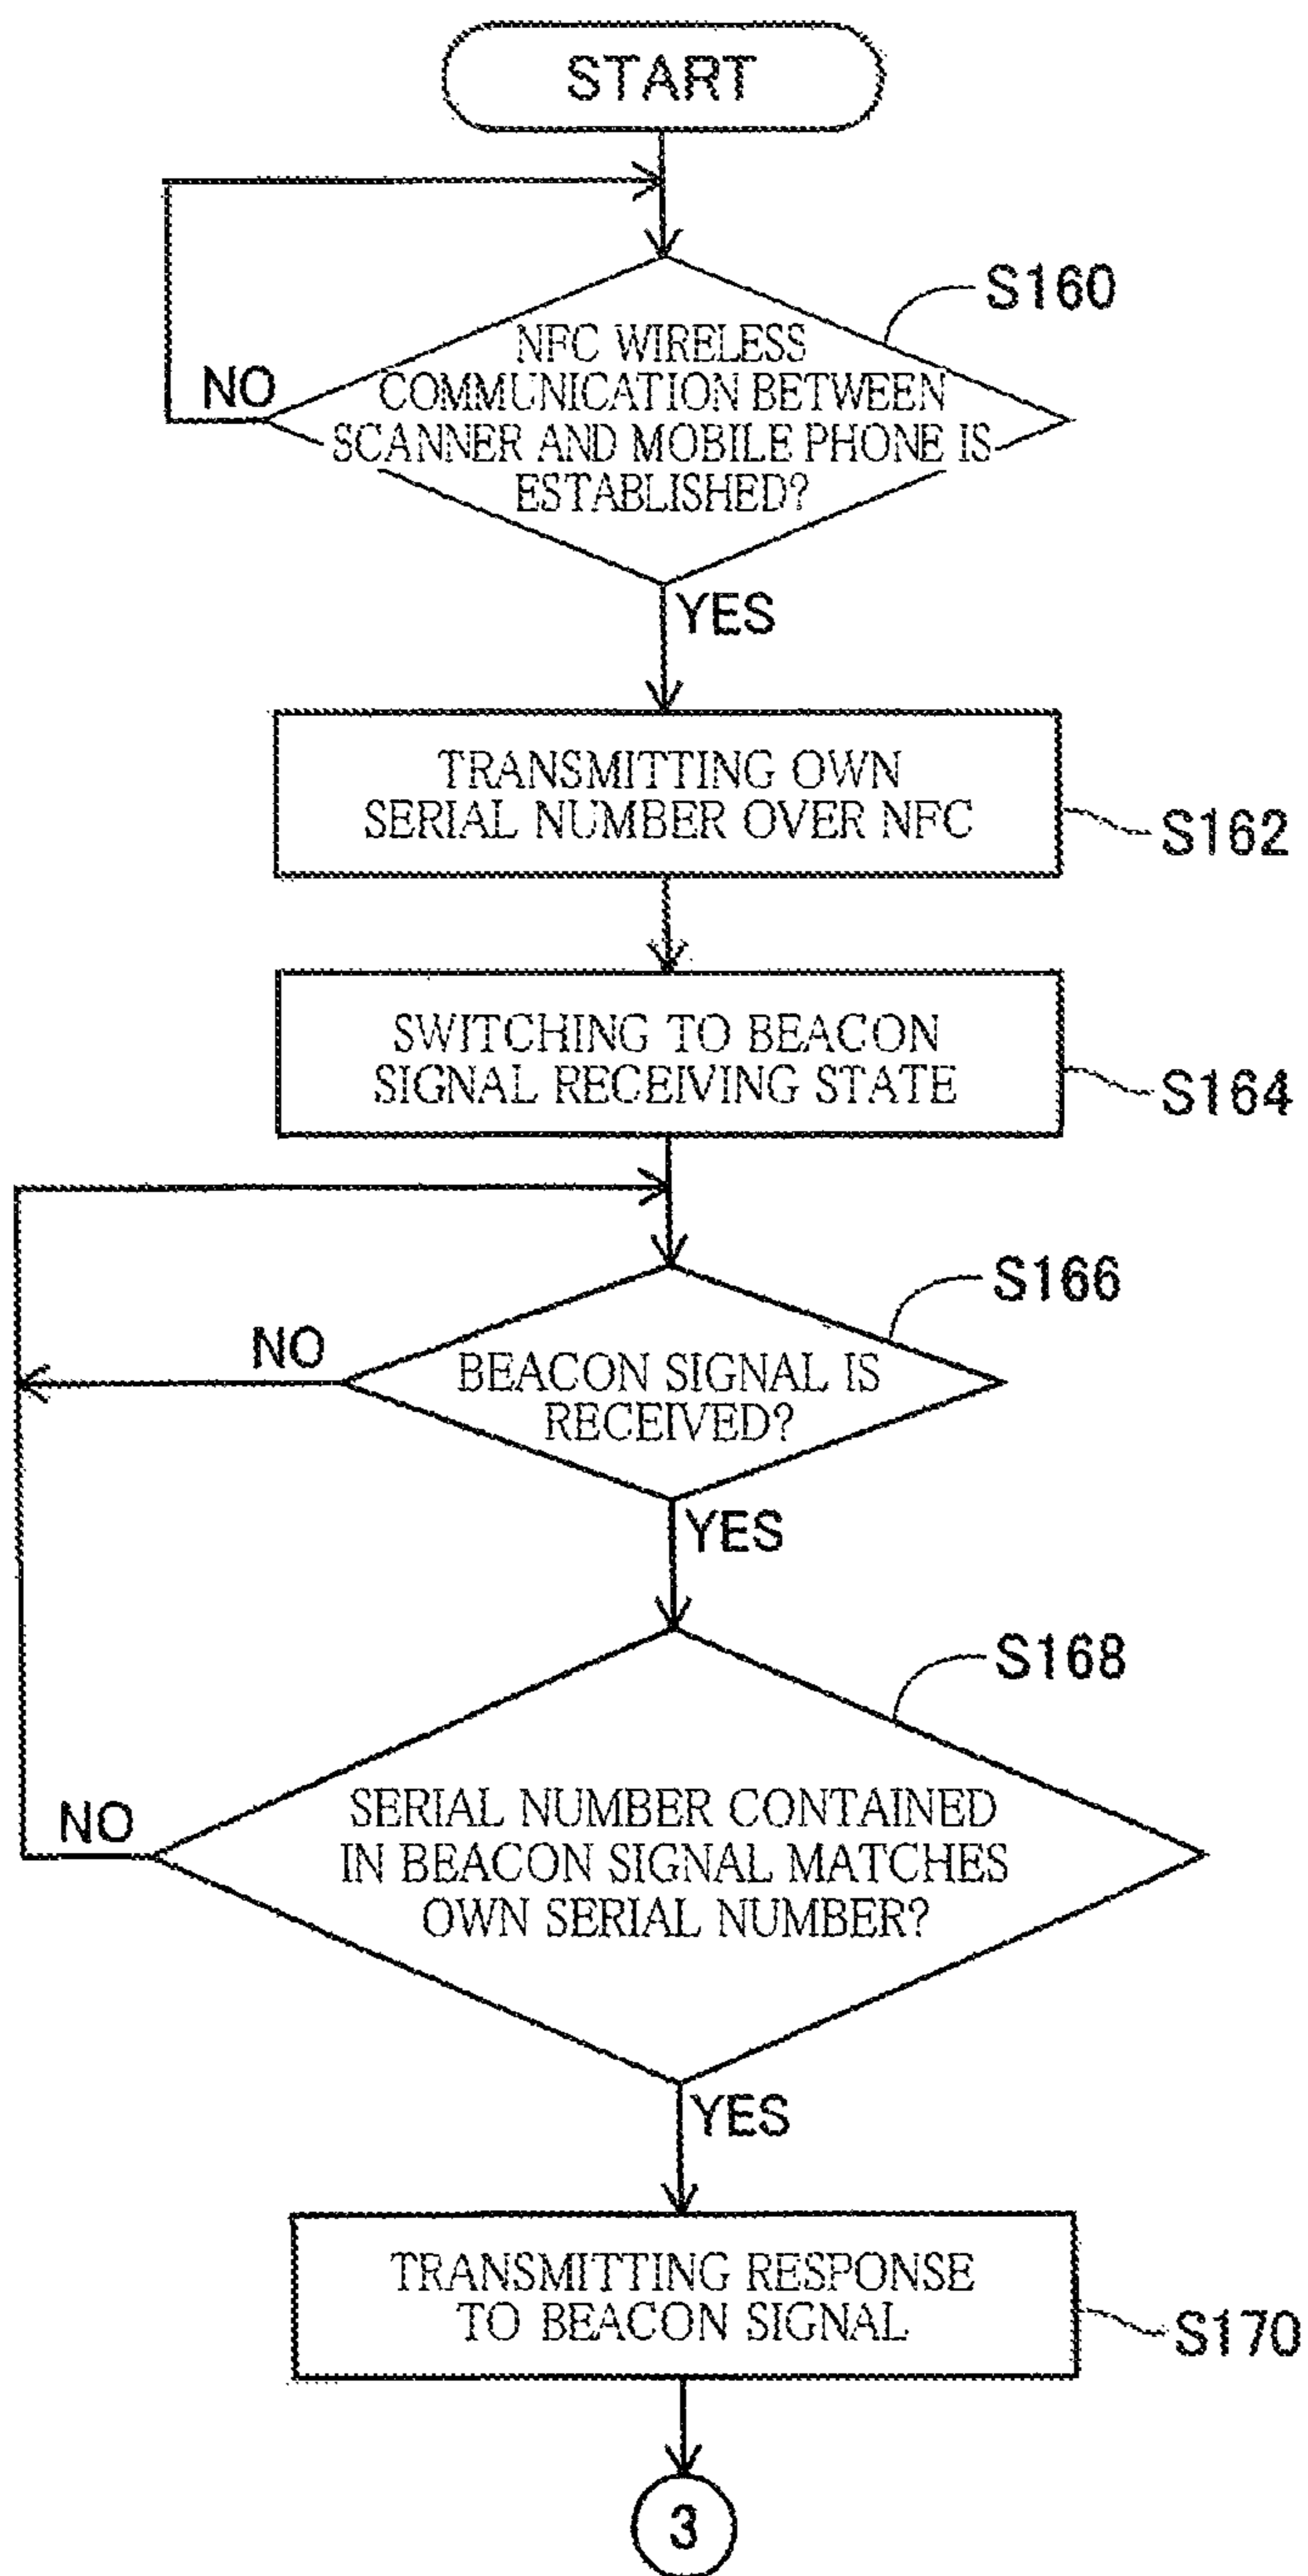 START
S160
NFC WIRELESS
COMMUNICATION BETWEEN
SCANNER AND MOBILE PHONE IS
ESTABLISHED?
NO
YES
TRANSMITTING OWN
SERIAL NUMBER OVER NFC
S162
SWITCHING TO BEACON
SIGNAL RECEIVING STATE
S164
S166
NO
BEACON SIGNAL IS
RECEIVED?
YES
S168
SERIAL NUMBER CONTAINED
IN BEACON SIGNAL MATCHES
OWN SERIAL NUMBER?
NO
YES
TRANSMITTING RESPONSE
TO BEACON SIGNAL
S170
3